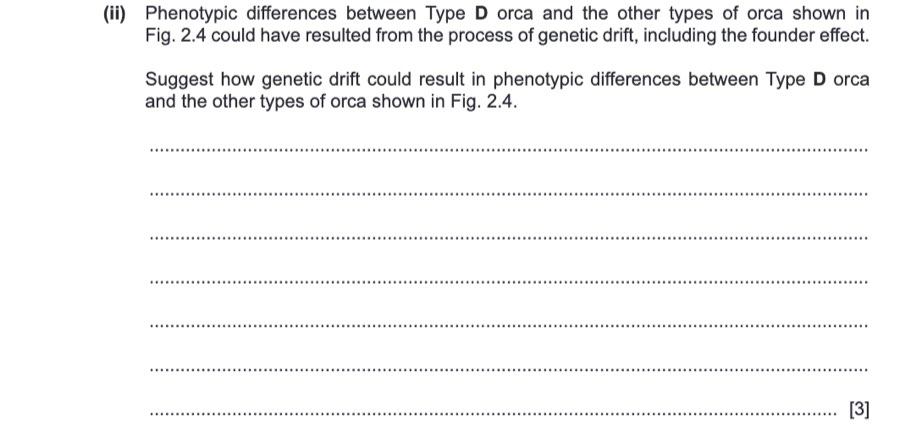 (ii) Phenotypic differences between Type D orca and the other types of orca shown in
Fig. 2.4 could have resulted from the process of genetic drift, including the founder effect.
Suggest how genetic drift could result in phenotypic differences between Type D orca
and the other types of orca shown in Fig. 2.4.
[3]